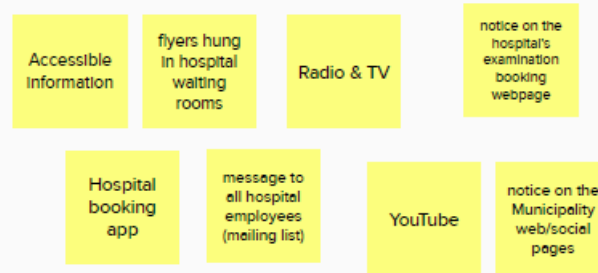 Accessible
information
flyers hung
in hospital
waiting
rooms
Radio & TV
notice on the
hospital's
examination
booking
webpage
Hospital
booking
app
message to
all hospital
employees
(mailing list)
YouTube
notice on the
Municipality
web/social
pages